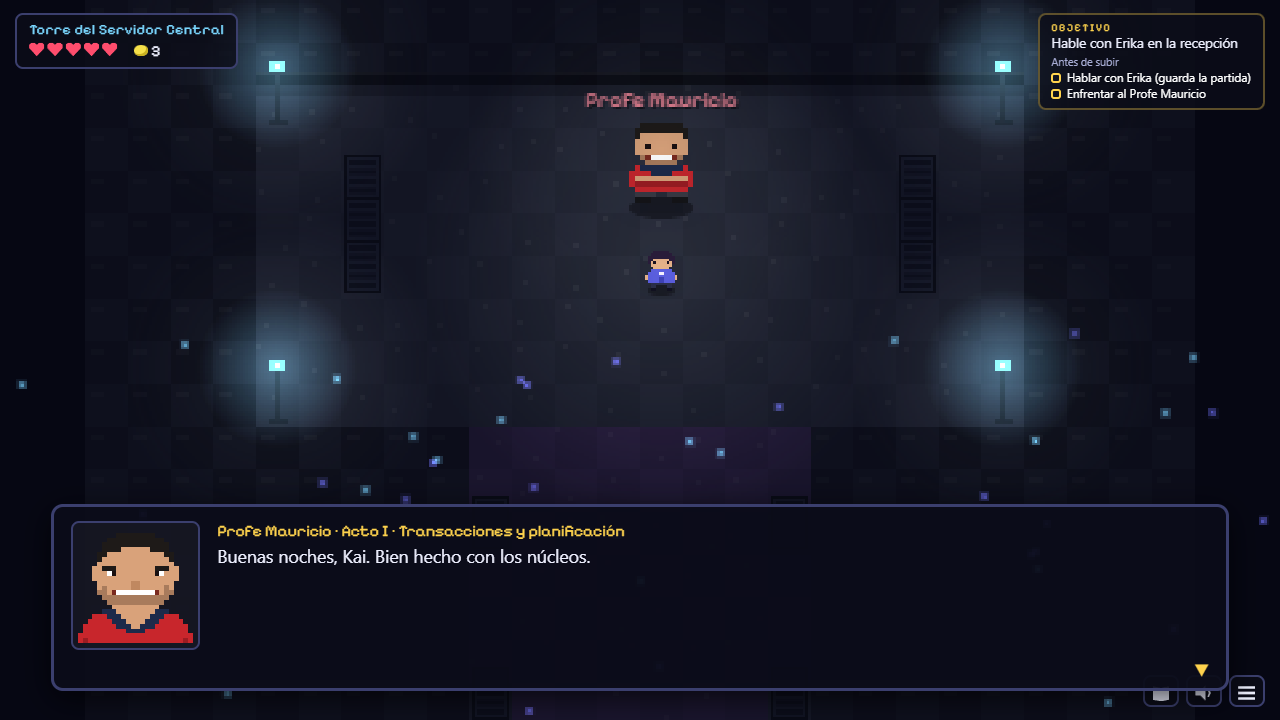 Torre del Servidor Central
3
OBJETIVO
Hable con Erika en la recepción
Antes de subir
Hablar con Erika (guarda la partida)
Enfrentar al Profe Mauricio
Profe Mauricio
Profe Mauricio · Acto I · Transacciones y planificación
Buenas noches, Kai. Bien hecho con los núcleos.